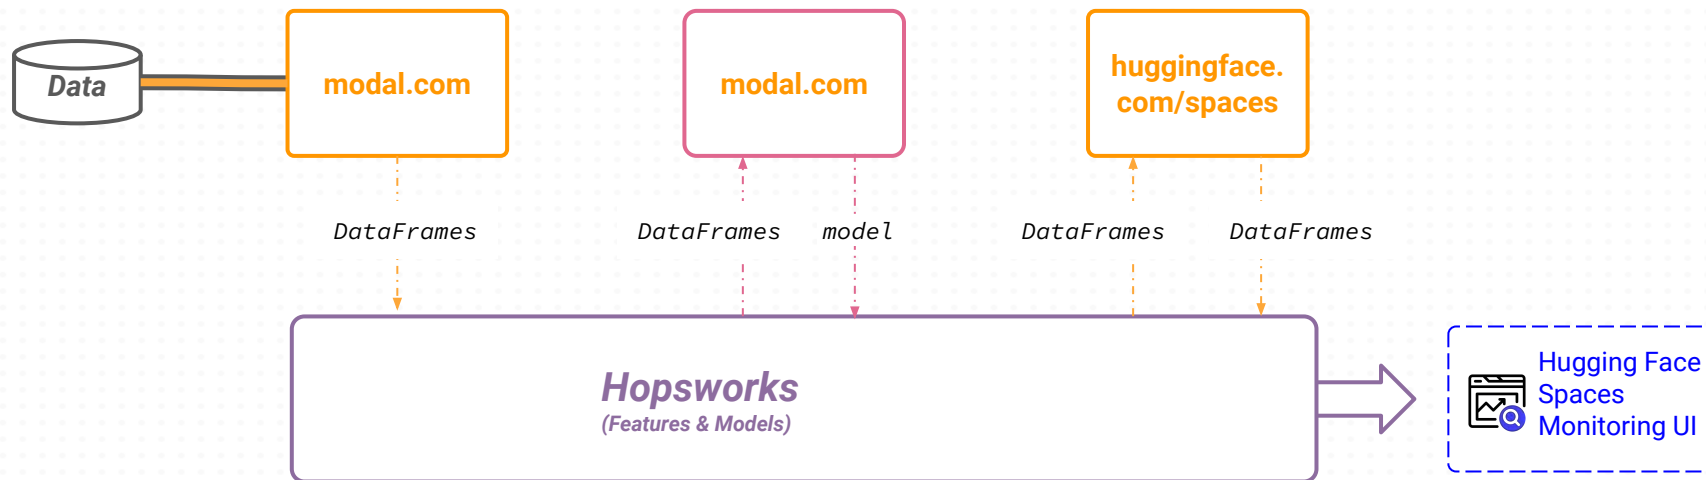 Data
modal.com
modal.com
huggingface.
com/spaces
DataFrames
DataFrames
model
DataFrames
DataFrames
Hopsworks
(Features & Models)
Hugging Face
Spaces
Monitoring UI